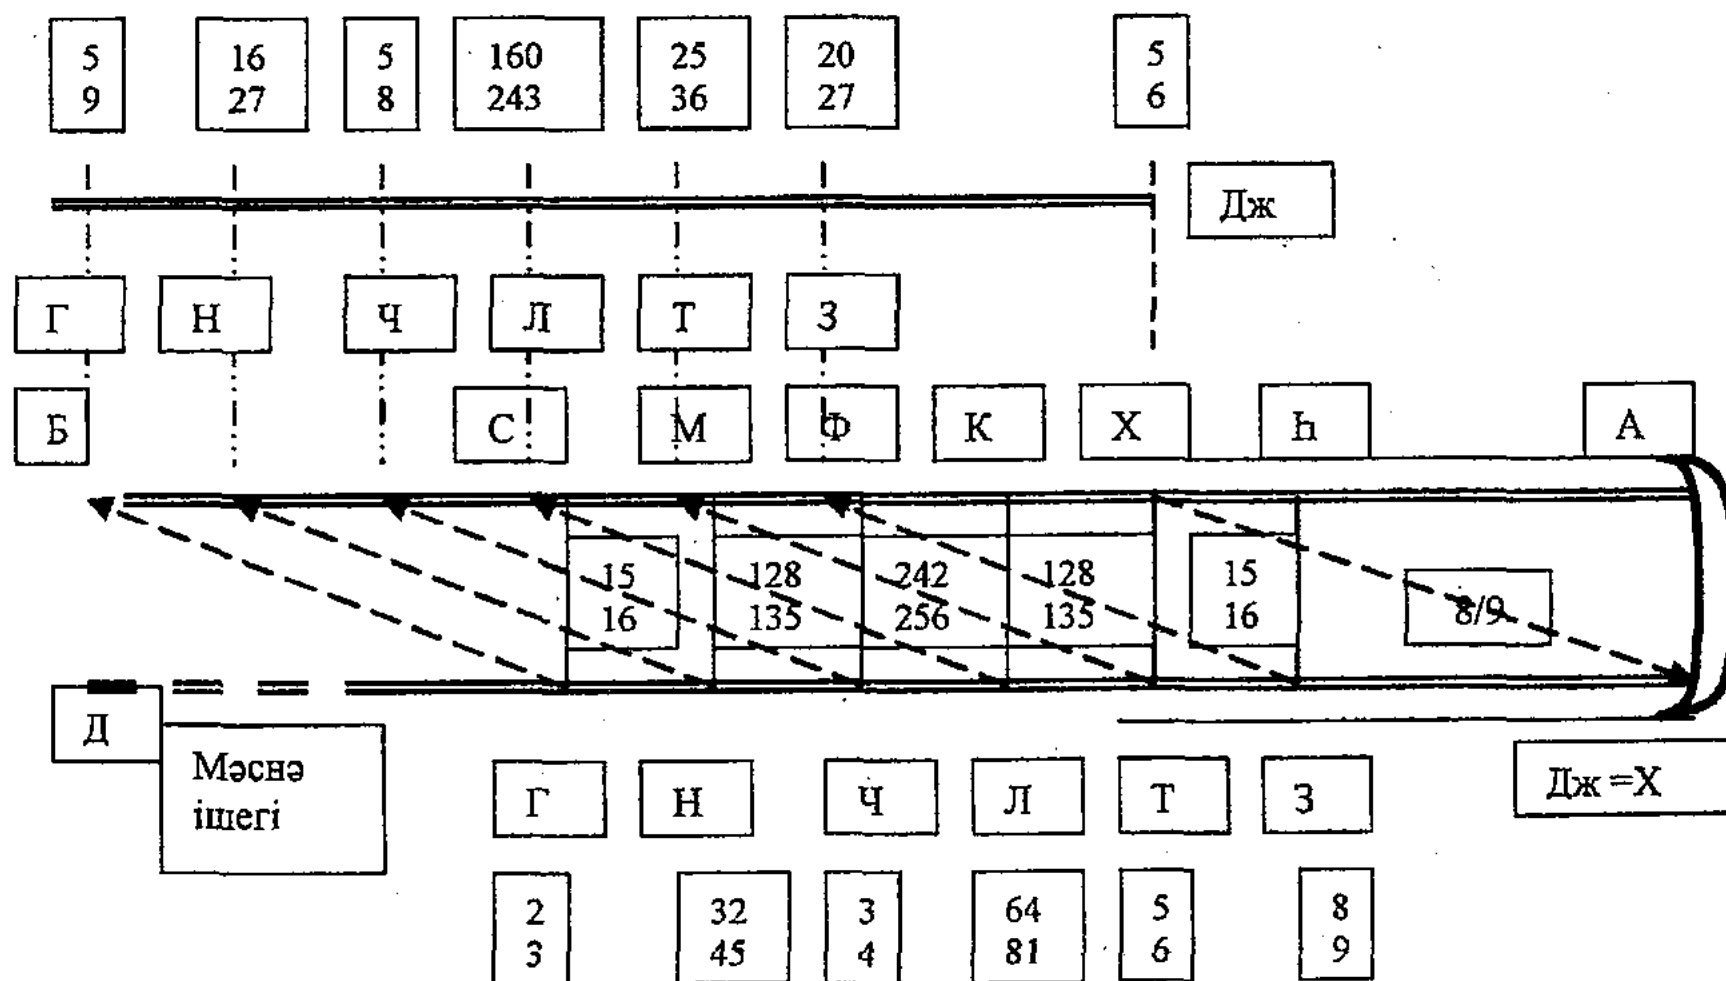 5 16 5 160 25 20 5
9 27 8 243 36 27 6
Дж
Г Н Ч Л Т З
Б С М Ф К Х һ А
15 128 242 128 15
16 135 256 135 16
8/9
Д
Мәснә
ішегі
Г Н Ч Л Т З
Дж =Х
2 32 3 64 5 8
3 45 4 81 6 9